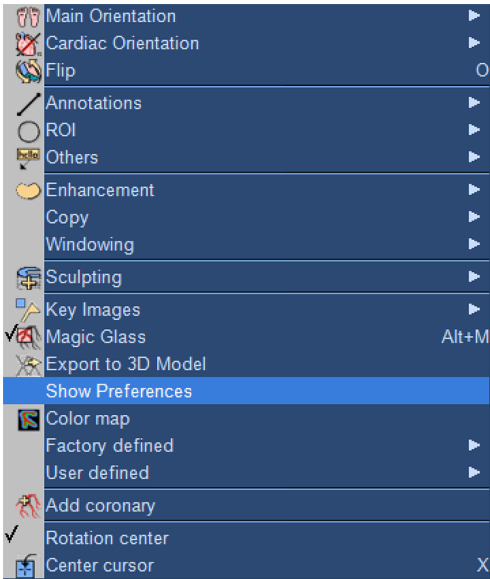 Main Orientation
Cardiac Orientation
Flip O
Annotations
ROI
hello Others
Enhancement
Copy
Windowing
Sculpting
Key Images
Magic Glass Alt+M
Export to 3D Model
Show Preferences
Color map
Factory defined
User defined
Add coronary
Rotation center
Center cursor X